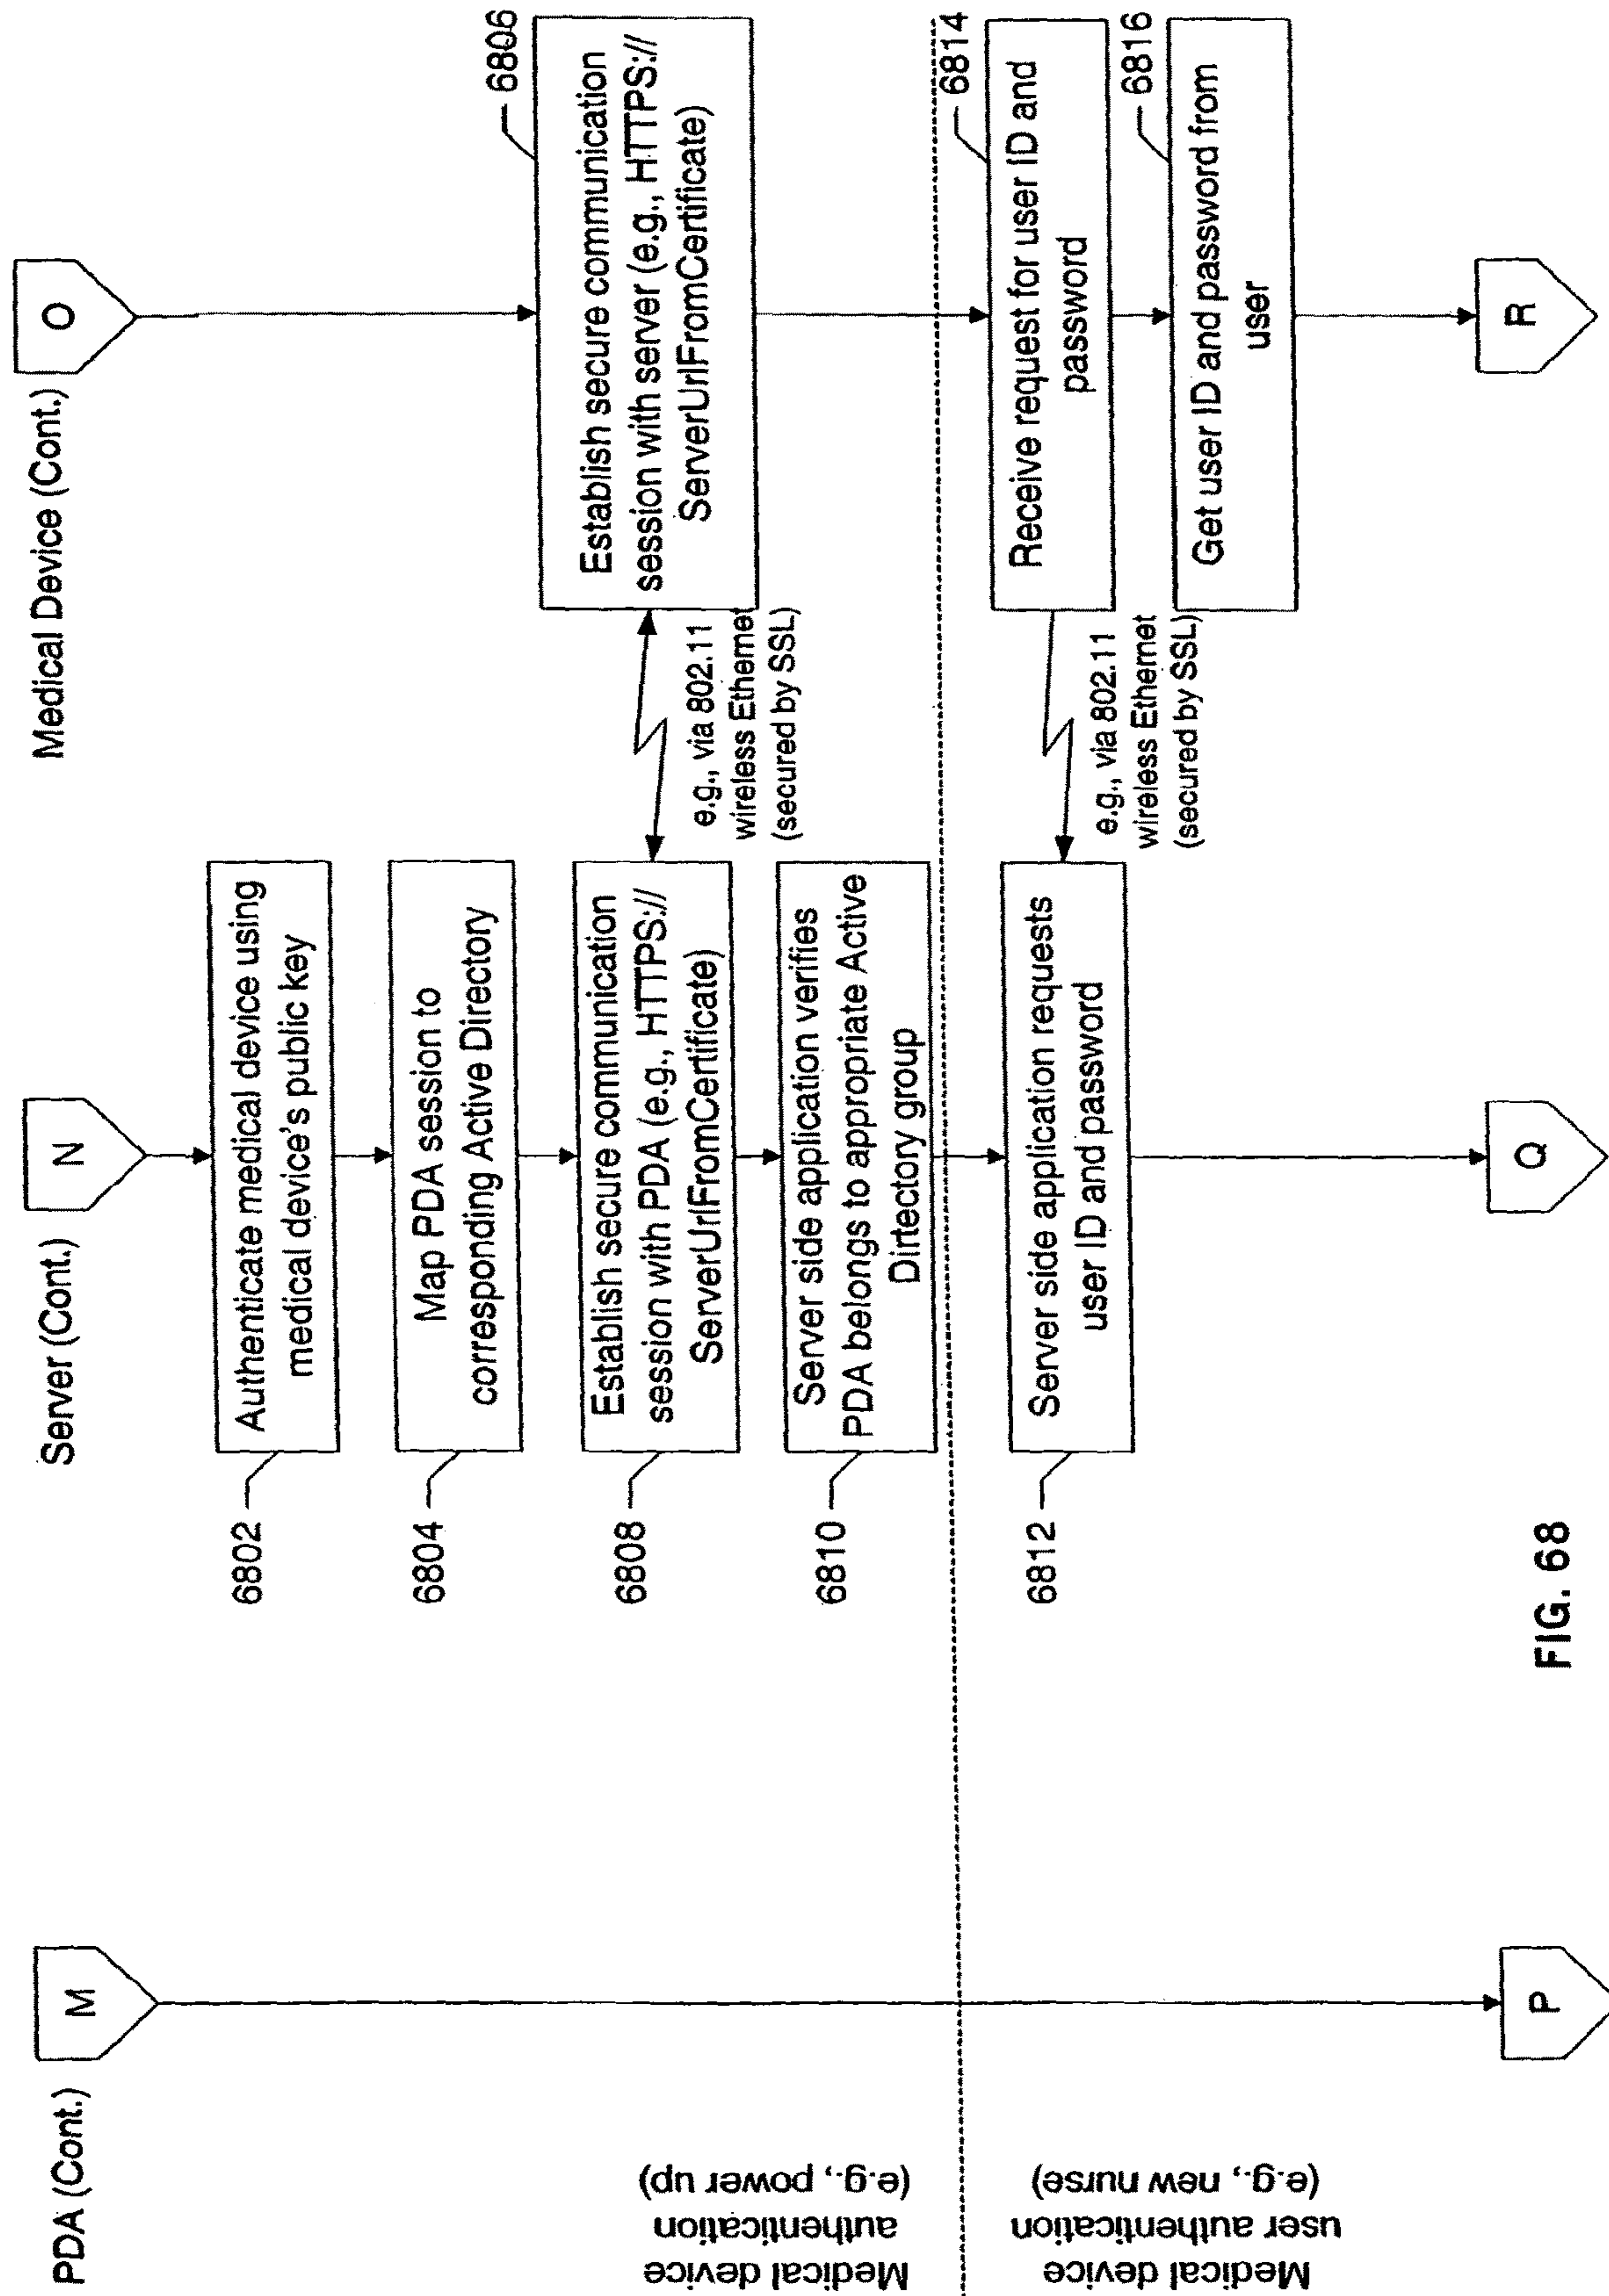 PDA (Cont.)
Server (Cont.)
Medical Device (Cont.)
M
N
O
Medical device
authentication
(e.g., power up)
6802
Authenticate medical device using
medical device's public key
6804
Map PDA session to
corresponding Active Directory
6806
Establish secure communication
session with server (e.g., HTTPS://
ServerUrlFromCertificate)
6808
Establish secure communication
session with PDA (e.g., HTTPS://
ServerUrlFromCertificate)
e.g., via 802.11
wireless Ethernet
(secured by SSL)
6810
Server side application verifies
PDA belongs to appropriate Active
Dirtectory group
Medical device
user authentication
(e.g., new nurse)
6812
Server side application requests
user ID and password
e.g., via 802.11
wireless Ethernet
(secured by SSL)
6814
Receive request for user ID and
password
6816
Get user ID and password from
user
P
Q
R
FIG. 68